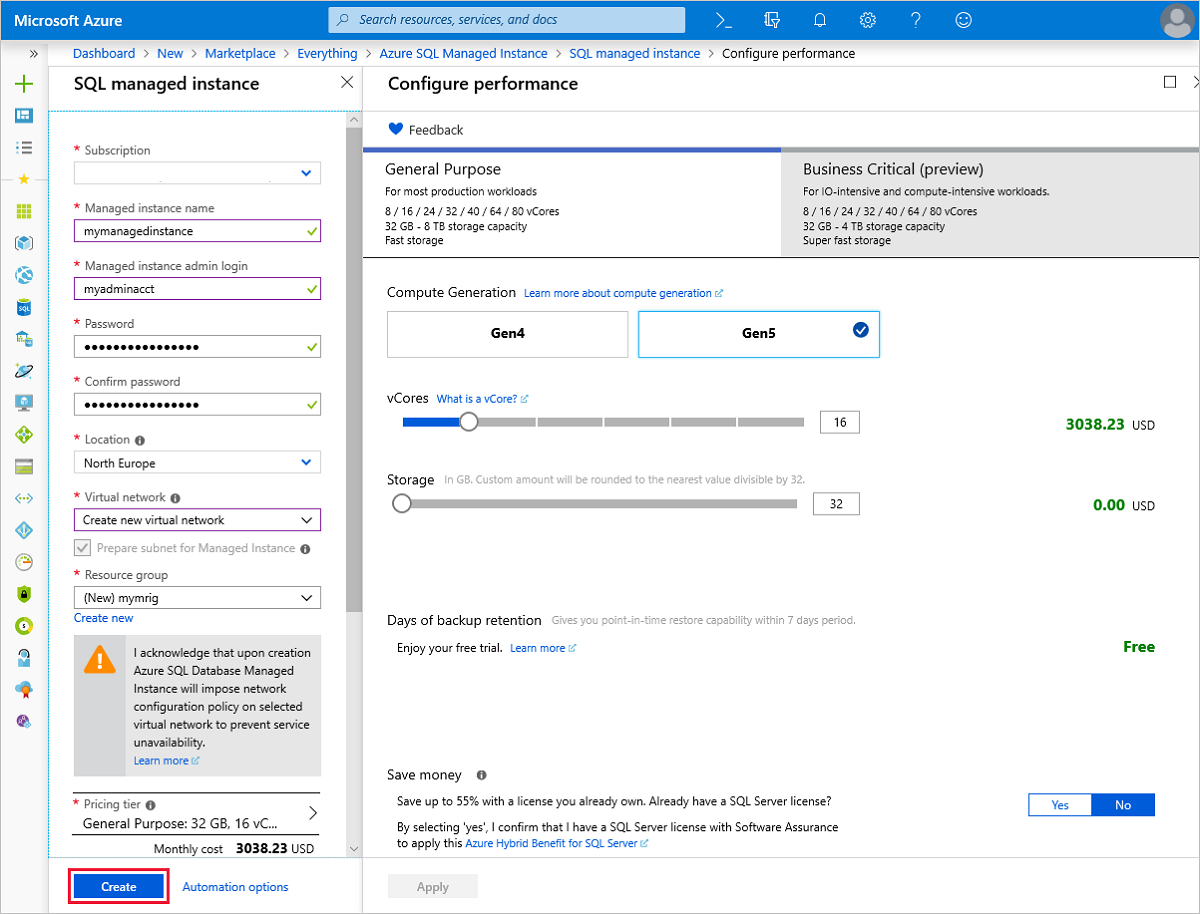 Microsoft Azure
Search resources, services, and docs
Dashboard > New > Marketplace > Everything > Azure SQL Managed Instance > SQL managed instance > Configure performance
SQL managed instance
* Subscription
* Managed instance name
mymanagedinstance
* Managed instance admin login
myadminacct
* Password
* Confirm password
* Location
North Europe
* Virtual network
Create new virtual network
Prepare subnet for Managed Instance
* Resource group
(New) mymrig
Create new
I acknowledge that upon creation
Azure SQL Database Managed
Instance will impose network
configuration policy on selected
virtual network to prevent service
unavailability.
Learn more
* Pricing tier
General Purpose: 32 GB, 16 vC...
Monthly cost 3038.23 USD
Create
Automation options
Configure performance
Feedback
General Purpose
For most production workloads
8 / 16 / 24 / 32 / 40 / 64 / 80 vCores
32 GB - 8 TB storage capacity
Fast storage
Business Critical (preview)
For IO-intensive and compute-intensive workloads.
8 / 16 / 24 / 32 / 40 / 64 / 80 vCores
32 GB - 4 TB storage capacity
Super fast storage
Compute Generation Learn more about compute generation
Gen4
Gen5
vCores What is a vCore?
16
3038.23 USD
Storage In GB. Custom amount will be rounded to the nearest value divisible by 32.
32
0.00 USD
Days of backup retention Gives you point-in-time restore capability within 7 days period.
Enjoy your free trial. Learn more
Free
Save money
Save up to 55% with a license you already own. Already have a SQL Server license?
Yes No
By selecting 'yes', I confirm that I have a SQL Server license with Software Assurance
to apply this Azure Hybrid Benefit for SQL Server
Apply